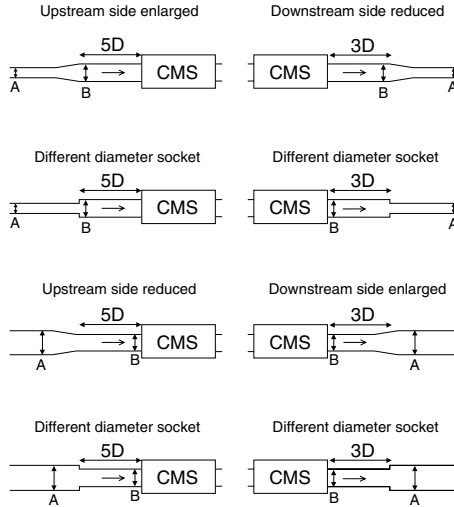 Upstream side enlarged
5D
CMS
A
B
Downstream side reduced
3D
CMS
B
A
Different diameter socket
5D
CMS
A
B
Different diameter socket
3D
CMS
B
A
Upstream side reduced
5D
CMS
A
B
Downstream side enlarged
3D
CMS
B
A
Different diameter socket
5D
CMS
A
B
Different diameter socket
3D
CMS
B
A